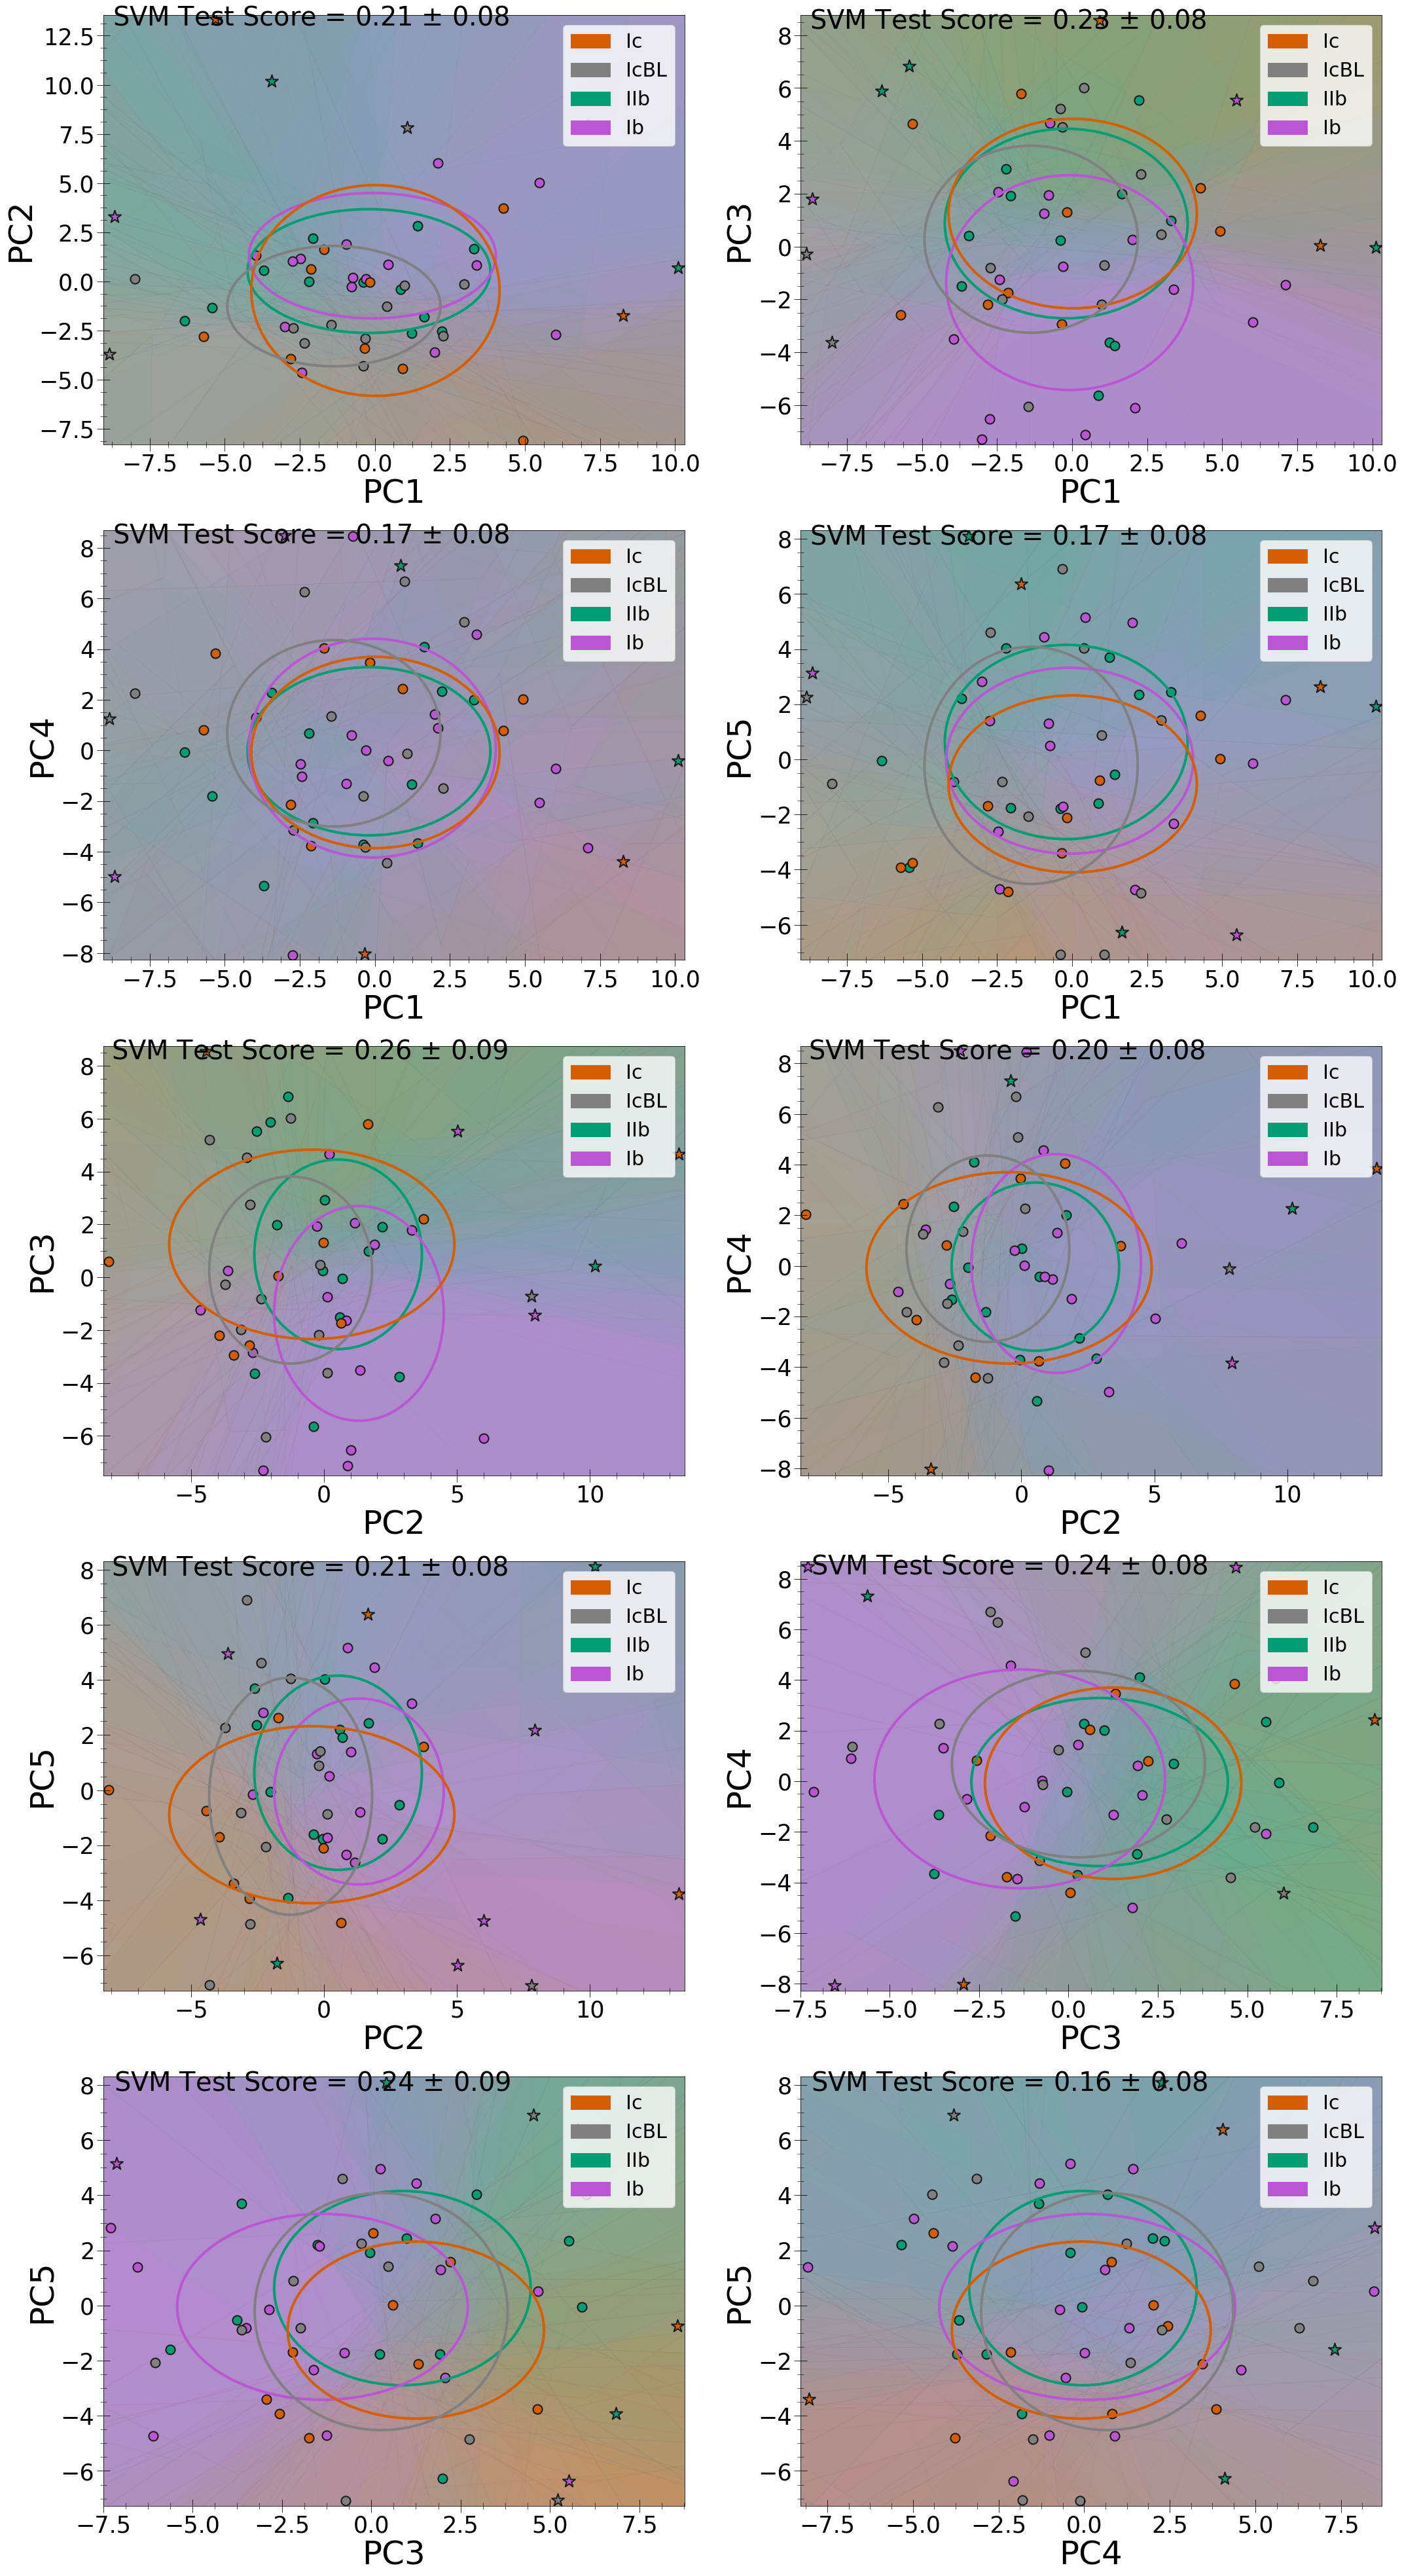 SVM Test Score = 0.21 ± 0.08
Ic
IcBL
IIb
Ib
12.5
10.0
7.5
5.0
2.5
0.0
−2.5
−5.0
−7.5
PC2
−7.5 −5.0 −2.5 0.0 2.5 5.0 7.5 10.0
PC1
SVM Test Score = 0.23 ± 0.08
Ic
IcBL
IIb
Ib
8
6
4
2
0
−2
−4
−6
PC3
−7.5 −5.0 −2.5 0.0 2.5 5.0 7.5 10.0
PC1
SVM Test Score = 0.17 ± 0.08
Ic
IcBL
IIb
Ib
8
6
4
2
0
−2
−4
−6
−8
PC4
−7.5 −5.0 −2.5 0.0 2.5 5.0 7.5 10.0
PC1
SVM Test Score = 0.17 ± 0.08
Ic
IcBL
IIb
Ib
8
6
4
2
0
−2
−4
−6
PC5
−7.5 −5.0 −2.5 0.0 2.5 5.0 7.5 10.0
PC1
SVM Test Score = 0.26 ± 0.09
Ic
IcBL
IIb
Ib
8
6
4
2
0
−2
−4
−6
PC3
−5 0 5 10
PC2
SVM Test Score = 0.20 ± 0.08
Ic
IcBL
IIb
Ib
8
6
4
2
0
−2
−4
−6
−8
PC4
−5 0 5 10
PC2
SVM Test Score = 0.21 ± 0.08
Ic
IcBL
IIb
Ib
8
6
4
2
0
−2
−4
−6
PC5
−5 0 5 10
PC2
SVM Test Score = 0.24 ± 0.08
Ic
IcBL
IIb
Ib
8
6
4
2
0
−2
−4
−6
−8
PC4
−7.5 −5.0 −2.5 0.0 2.5 5.0 7.5
PC3
SVM Test Score = 0.24 ± 0.09
Ic
IcBL
IIb
Ib
8
6
4
2
0
−2
−4
−6
PC5
−7.5 −5.0 −2.5 0.0 2.5 5.0 7.5
PC3
SVM Test Score = 0.16 ± 0.08
Ic
IcBL
IIb
Ib
8
6
4
2
0
−2
−4
−6
PC5
−7.5 −5.0 −2.5 0.0 2.5 5.0 7.5
PC4